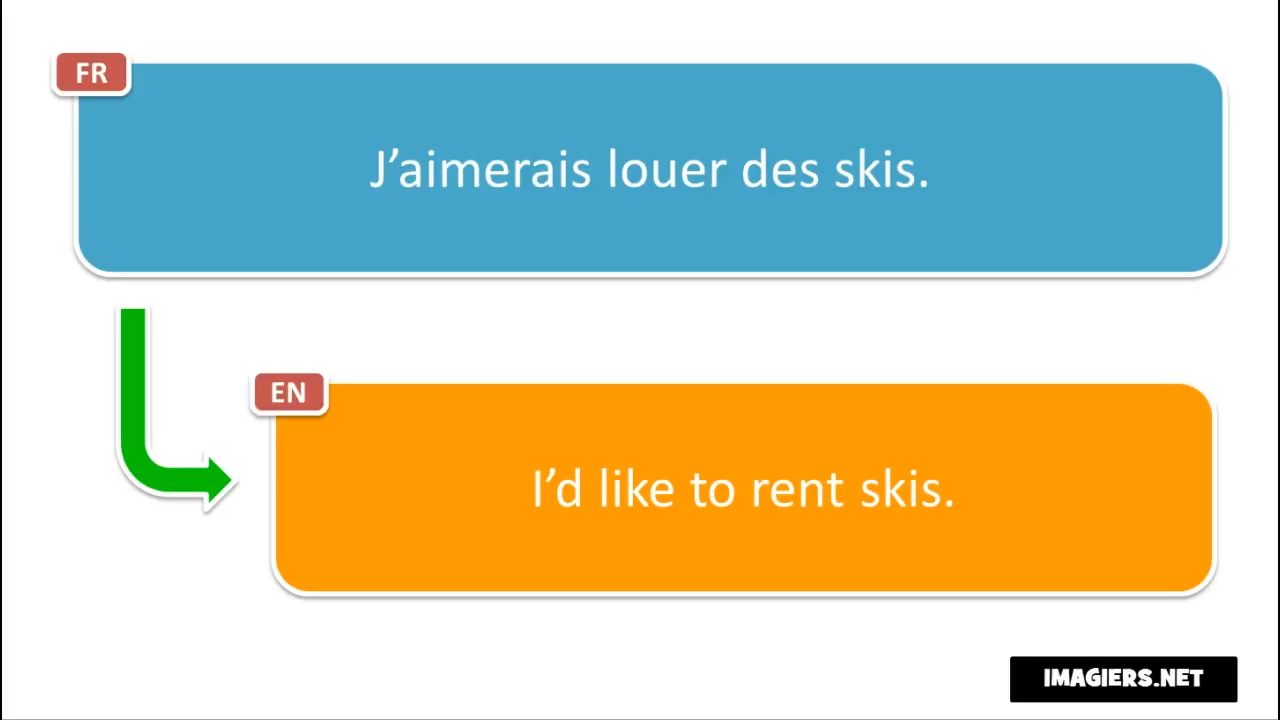 FR
J’aimerais louer des skis.
EN
I’d like to rent skis.
IMAGIERS.NET